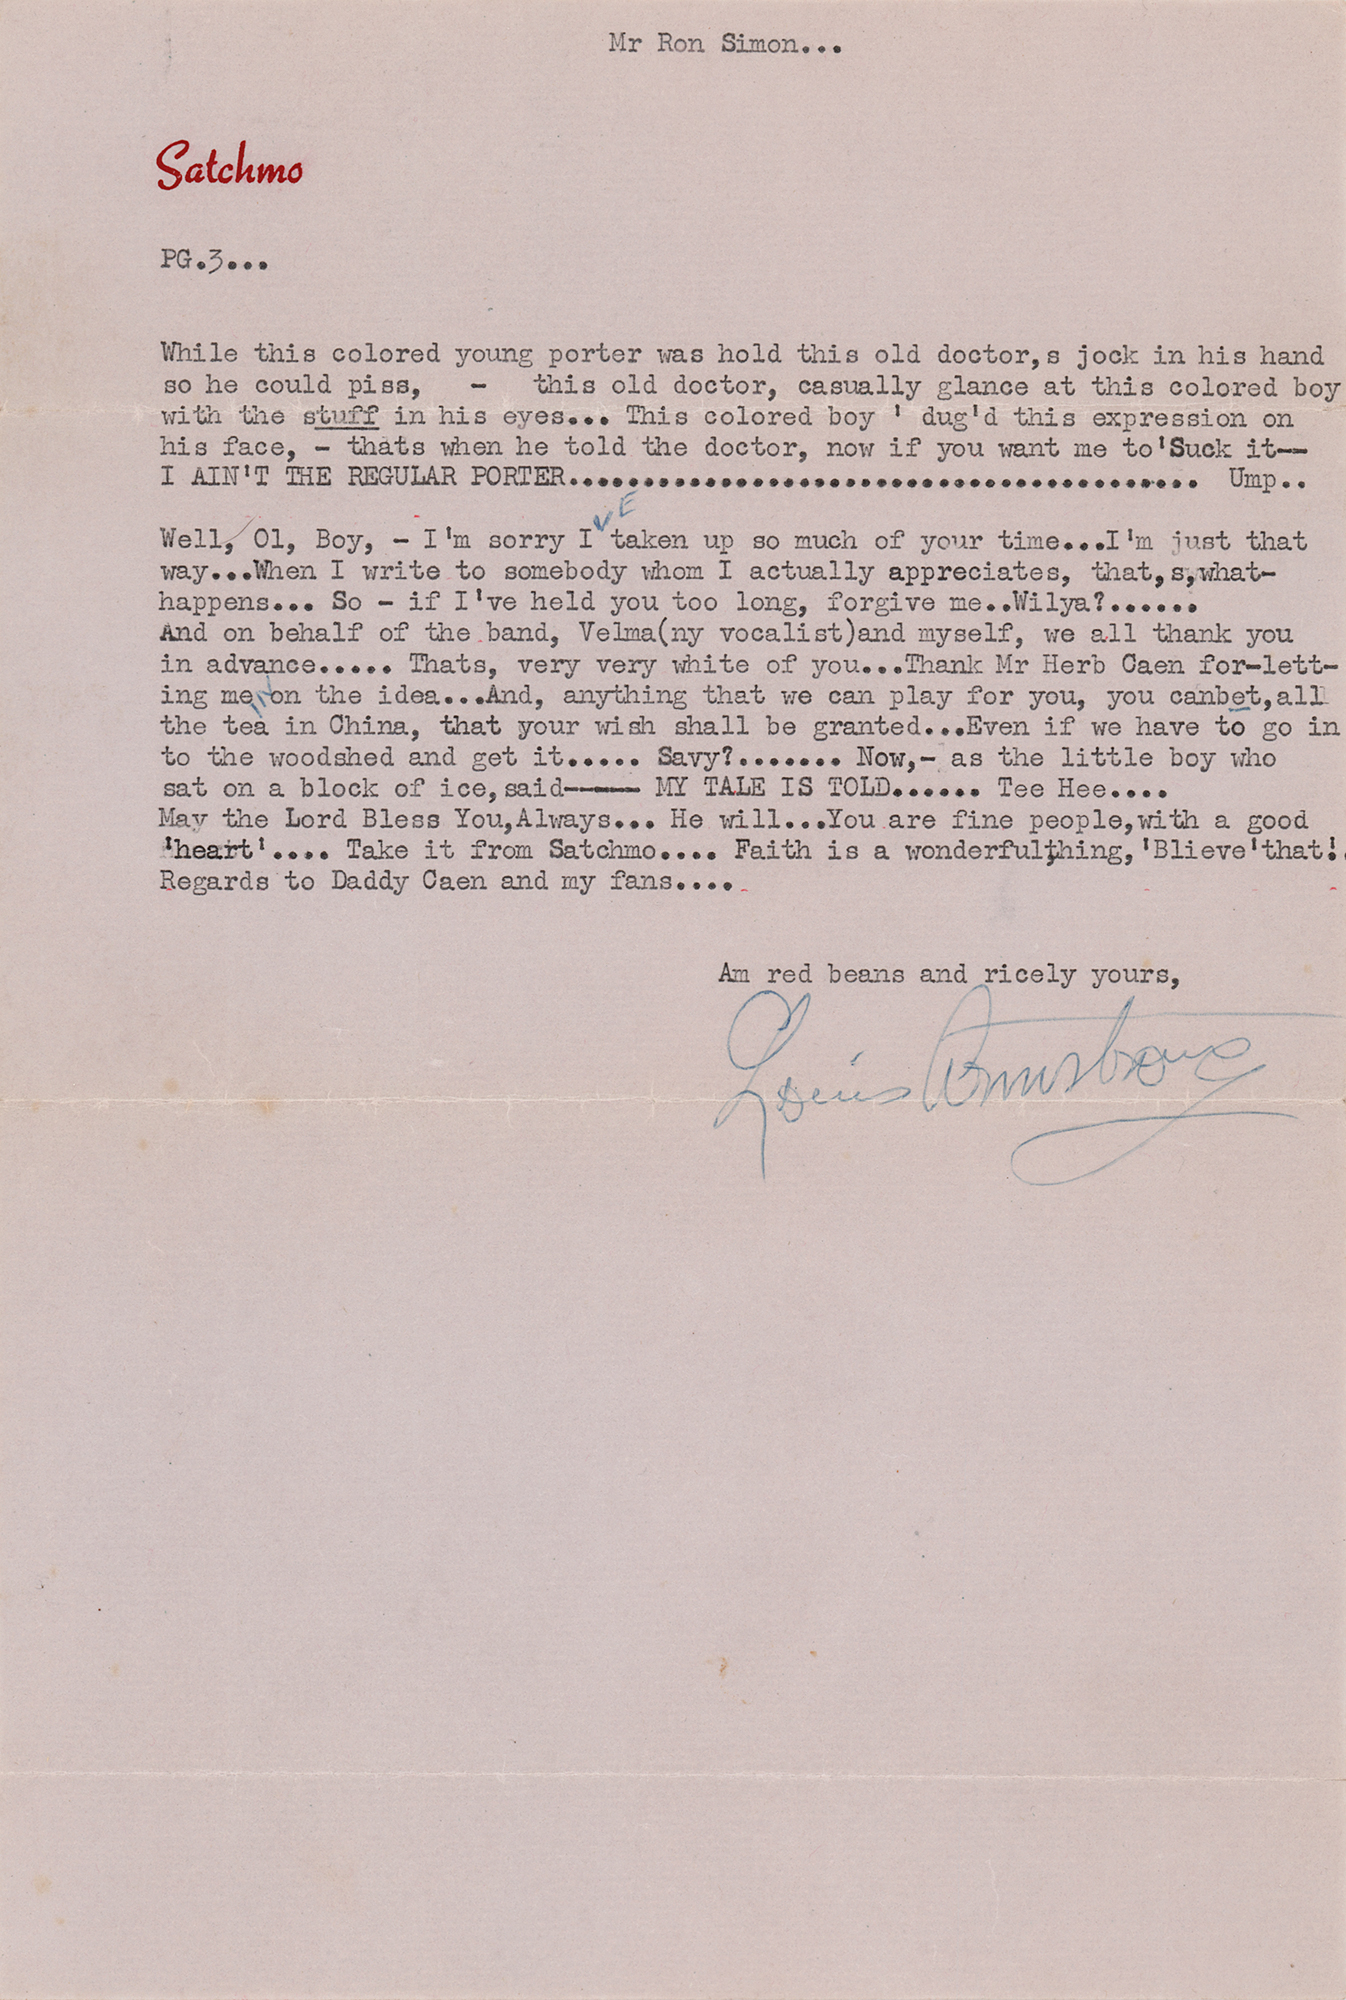 Mr Ron Simon...
Satchmo
PG.3...
While this colored young porter was hold this old doctor,s jock in his hand
so he could piss,   -   this old doctor, casually glance at this colored boy
with the stuff in his eyes... This colored boy ' dug'd this expression on
his face, - thats when he told the doctor, now if you want me to'Suck it--
I AIN'T THE REGULAR PORTER......................................... Ump..
VE
Well, Ol, Boy, - I'm sorry I taken up so much of your time...I'm just that
way...When I write to somebody whom I actually appreciates, that,s,what-
happens... So - if I've held you too long, forgive me..Wilya?......
And on behalf of the band, Velma(ny vocalist)and myself, we all thank you
in advance..... Thats, very very white of you...Thank Mr Herb Caen for-lett-
ing me IN on the idea...And, anything that we can play for you, you canbet,all
the tea in China, that your wish shall be granted...Even if we have to go in
to the woodshed and get it..... Savy?....... Now,- as the little boy who
sat on a block of ice,said----- MY TALE IS TOLD...... Tee Hee....
May the Lord Bless You,Always... He will...You are fine people,with a good
'heart'.... Take it from Satchmo.... Faith is a wonderfulthing,'Blieve'that!.
Regards to Daddy Caen and my fans....
Am red beans and ricely yours,
Louis Armstrong